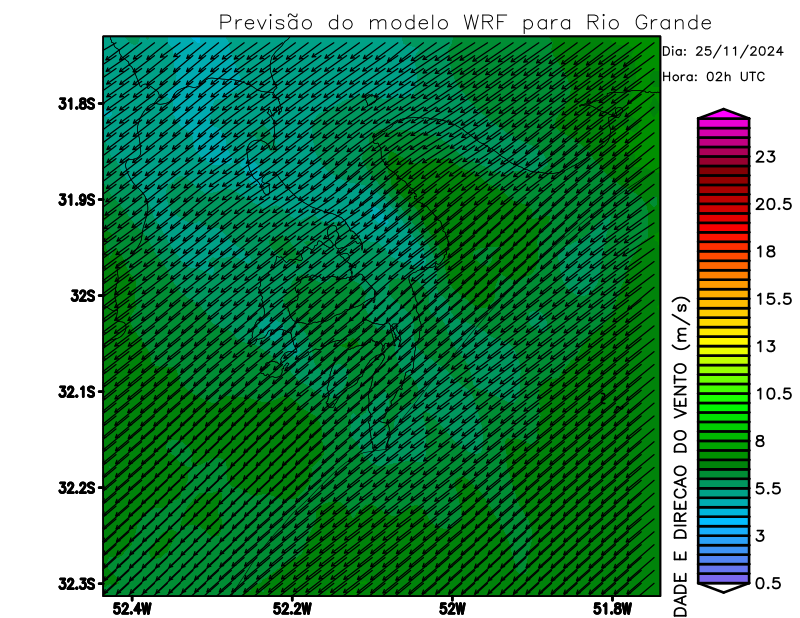 Previsão do modelo WRF para Rio Grande
Dia: 25/11/2024
Hora: 02h UTC
31.8S
31.9S
32S
32.1S
32.2S
32.3S
52.4W
52.2W
52W
51.8W
DADE E DIRECAO DO VENTO (m/s)
23
20.5
18
15.5
13
10.5
8
5.5
3
0.5